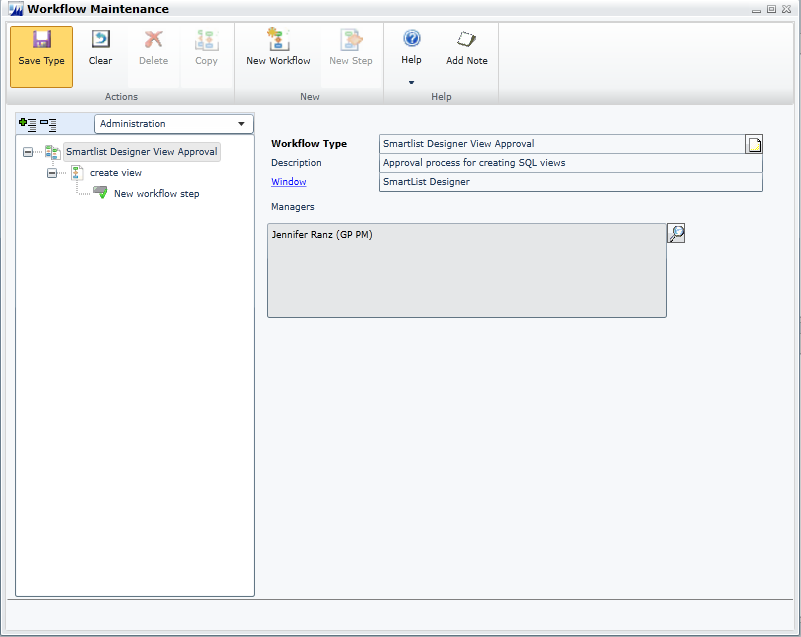 Workflow Maintenance
Save Type
Clear
Delete
Copy
New Workflow
New Step
Help
Add Note
Actions
New
Help
Administration
Smartlist Designer View Approval
create view
New workflow step
Workflow Type
Smartlist Designer View Approval
Description
Approval process for creating SQL views
Window
SmartList Designer
Managers
Jennifer Ranz (GP PM)